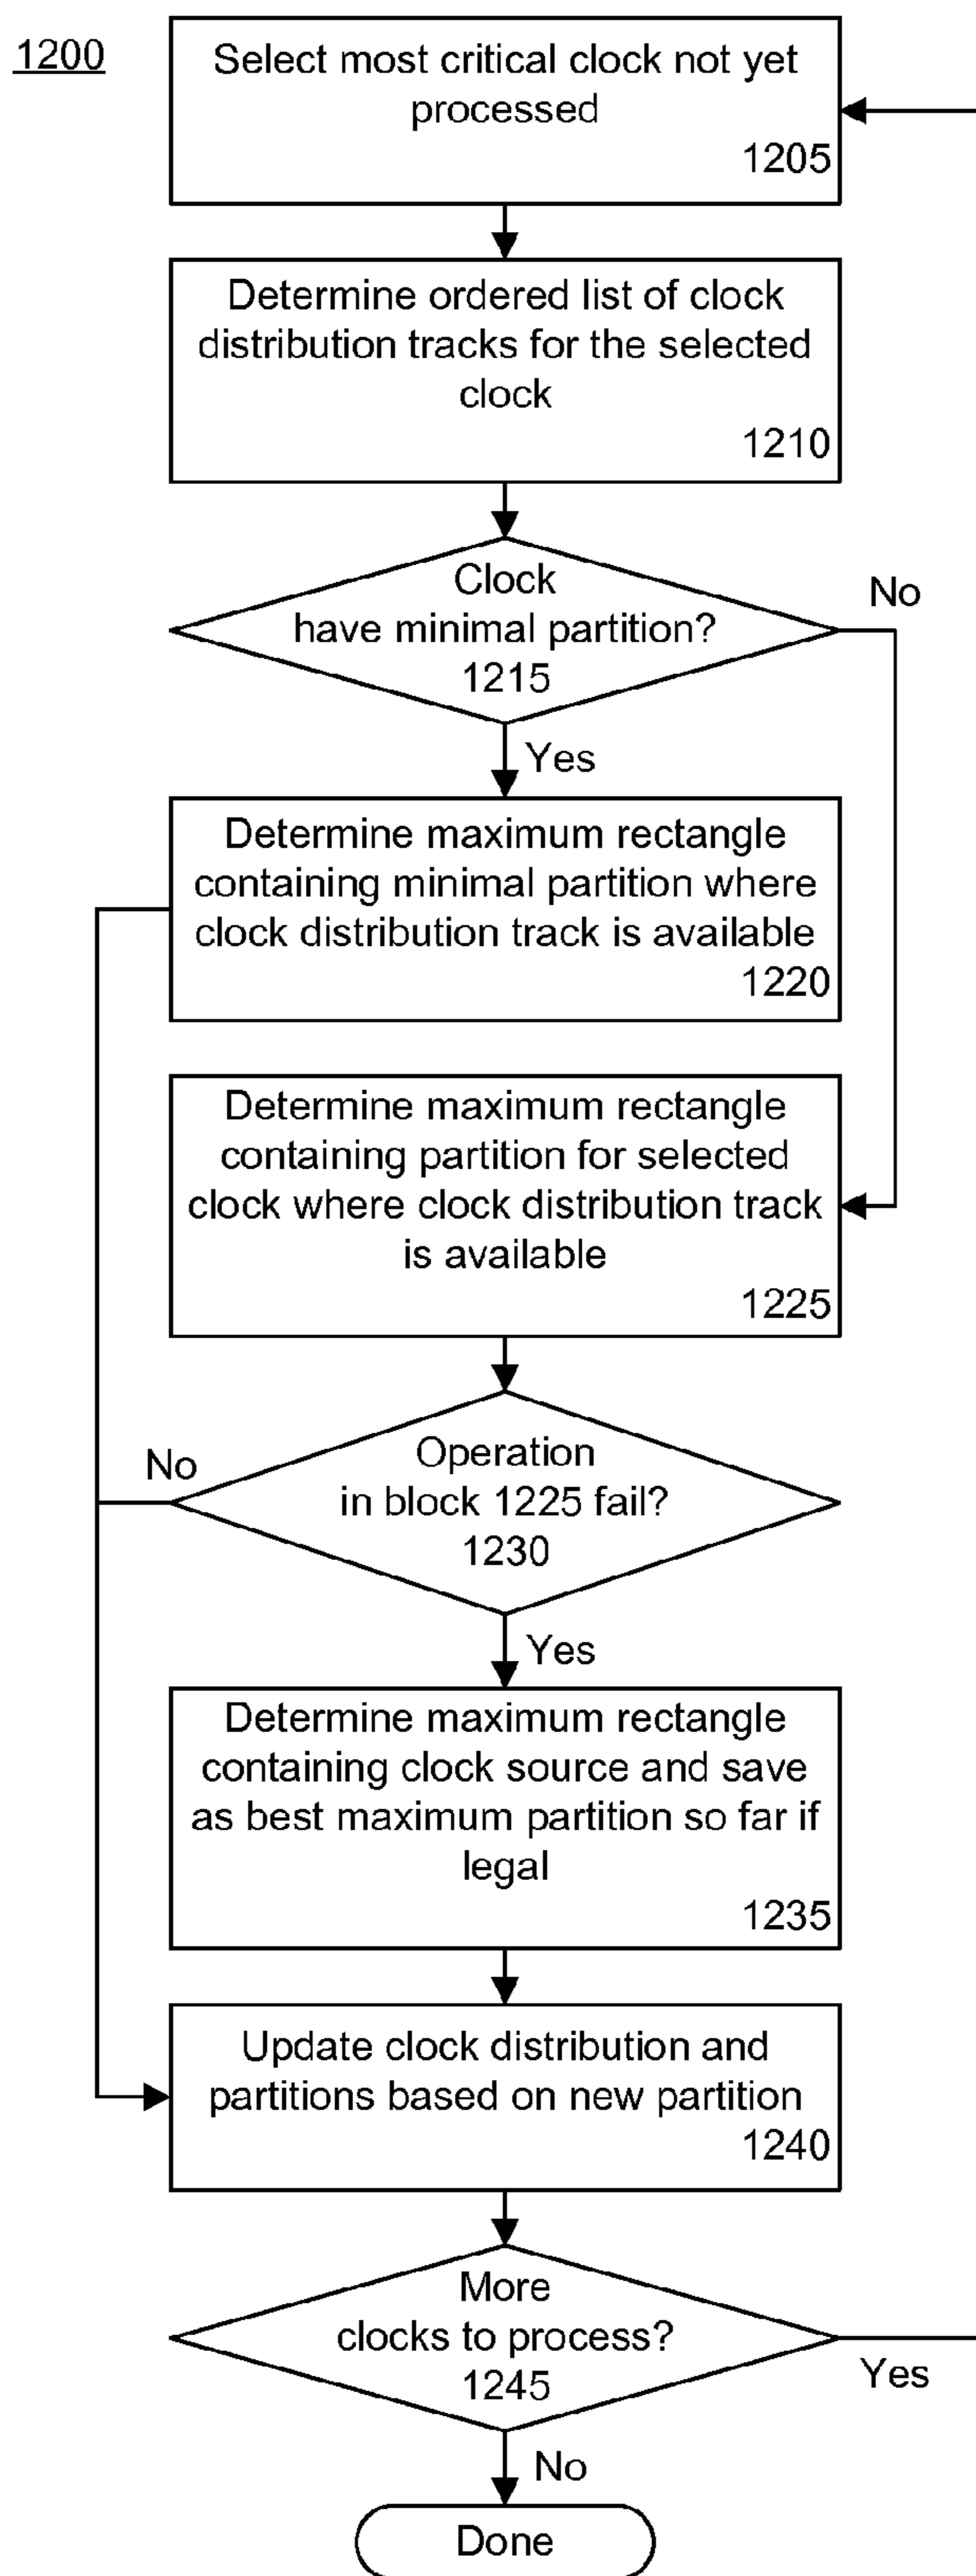 1200
Select most critical clock not yet
processed
1205
Determine ordered list of clock
distribution tracks for the selected
clock
1210
Clock
have minimal partition?
1215
No
Yes
Determine maximum rectangle
containing minimal partition where
clock distribution track is available
1220
Determine maximum rectangle
containing partition for selected
clock where clock distribution track
is available
1225
Operation
in block 1225 fail?
1230
No
Yes
Determine maximum rectangle
containing clock source and save
as best maximum partition so far if
legal
1235
Update clock distribution and
partitions based on new partition
1240
More
clocks to process?
1245
Yes
No
Done